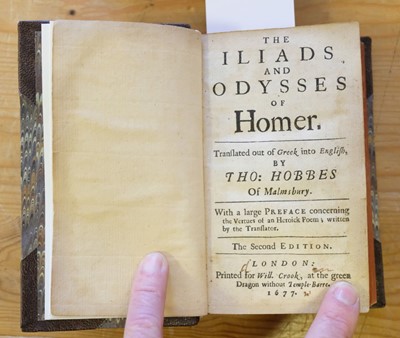 THE
ILIADS
AND
ODYSSES
OF
Homer.
Tranſlated out of Greek into Engliſh,
BY
THO: HOBBES
Of Malmsbury.
With a large PREFACE concerning
the Vertues of an Heroick Poem; written
by the Tranſlator.
The Second EDITION.
LONDON:
Printed for Will. Crook, at the green
Dragon without Temple-Barre.
1677.